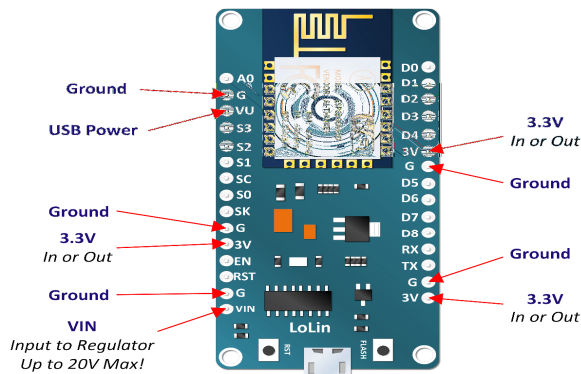 Ground
USB Power
Ground
3.3V
In or Out
Ground
VIN
Input to Regulator
Up to 20V Max!
A0
G
VU
S3
S2
S1
SC
S0
SK
G
3V
EN
RST
G
VIN
LoLin
RST
FLASH
D0
D1
D2
D3
D4
3V
G
D5
D6
D7
D8
RX
TX
G
3V
3.3V
In or Out
Ground
Ground
3.3V
In or Out